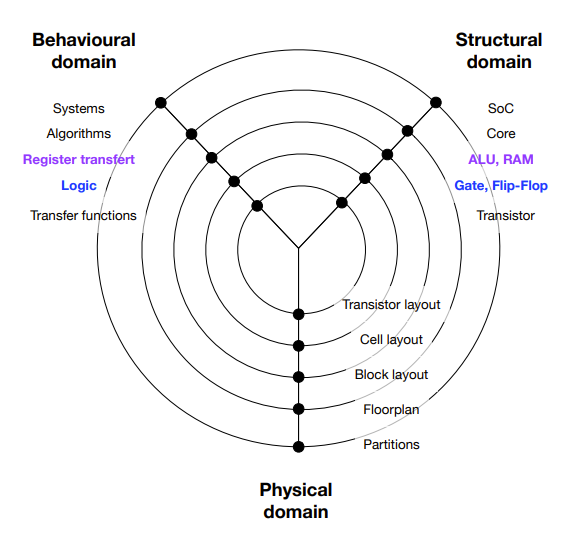 Behavioural
domain
Structural
domain
Systems
Algorithms
Register transfert
Logic
Transfer functions
SoC
Core
ALU, RAM
Gate, Flip-Flop
Transistor
Transistor layout
Cell layout
Block layout
Floorplan
Partitions
Physical
domain